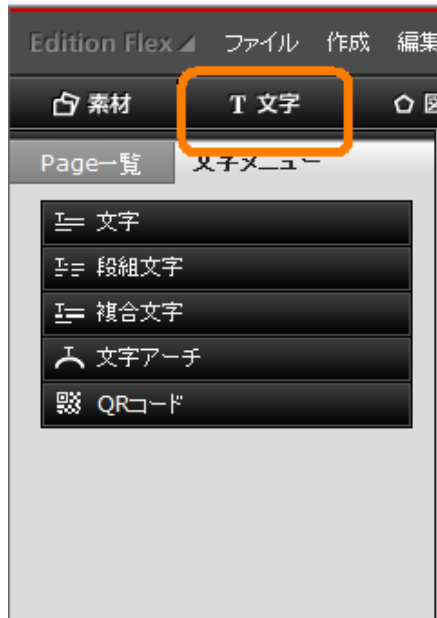 Edition Flex ファイル 作成 編集
素材 T 文字
Page一覧 文字メニュー
文字
段組文字
複合文字
文字アーチ
QRコード